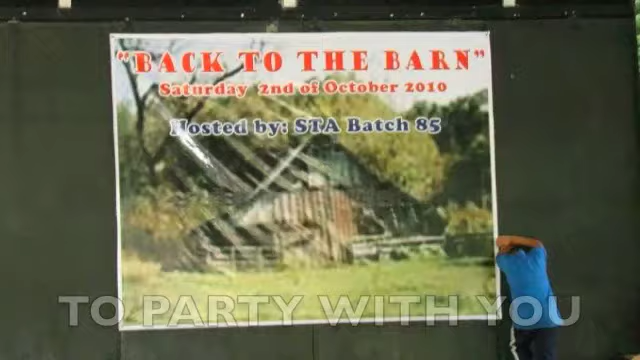 "BACK TO THE BARN"
Saturday 2nd of October 2010
Hosted by: STA Batch 85
TO PARTY WITH YOU